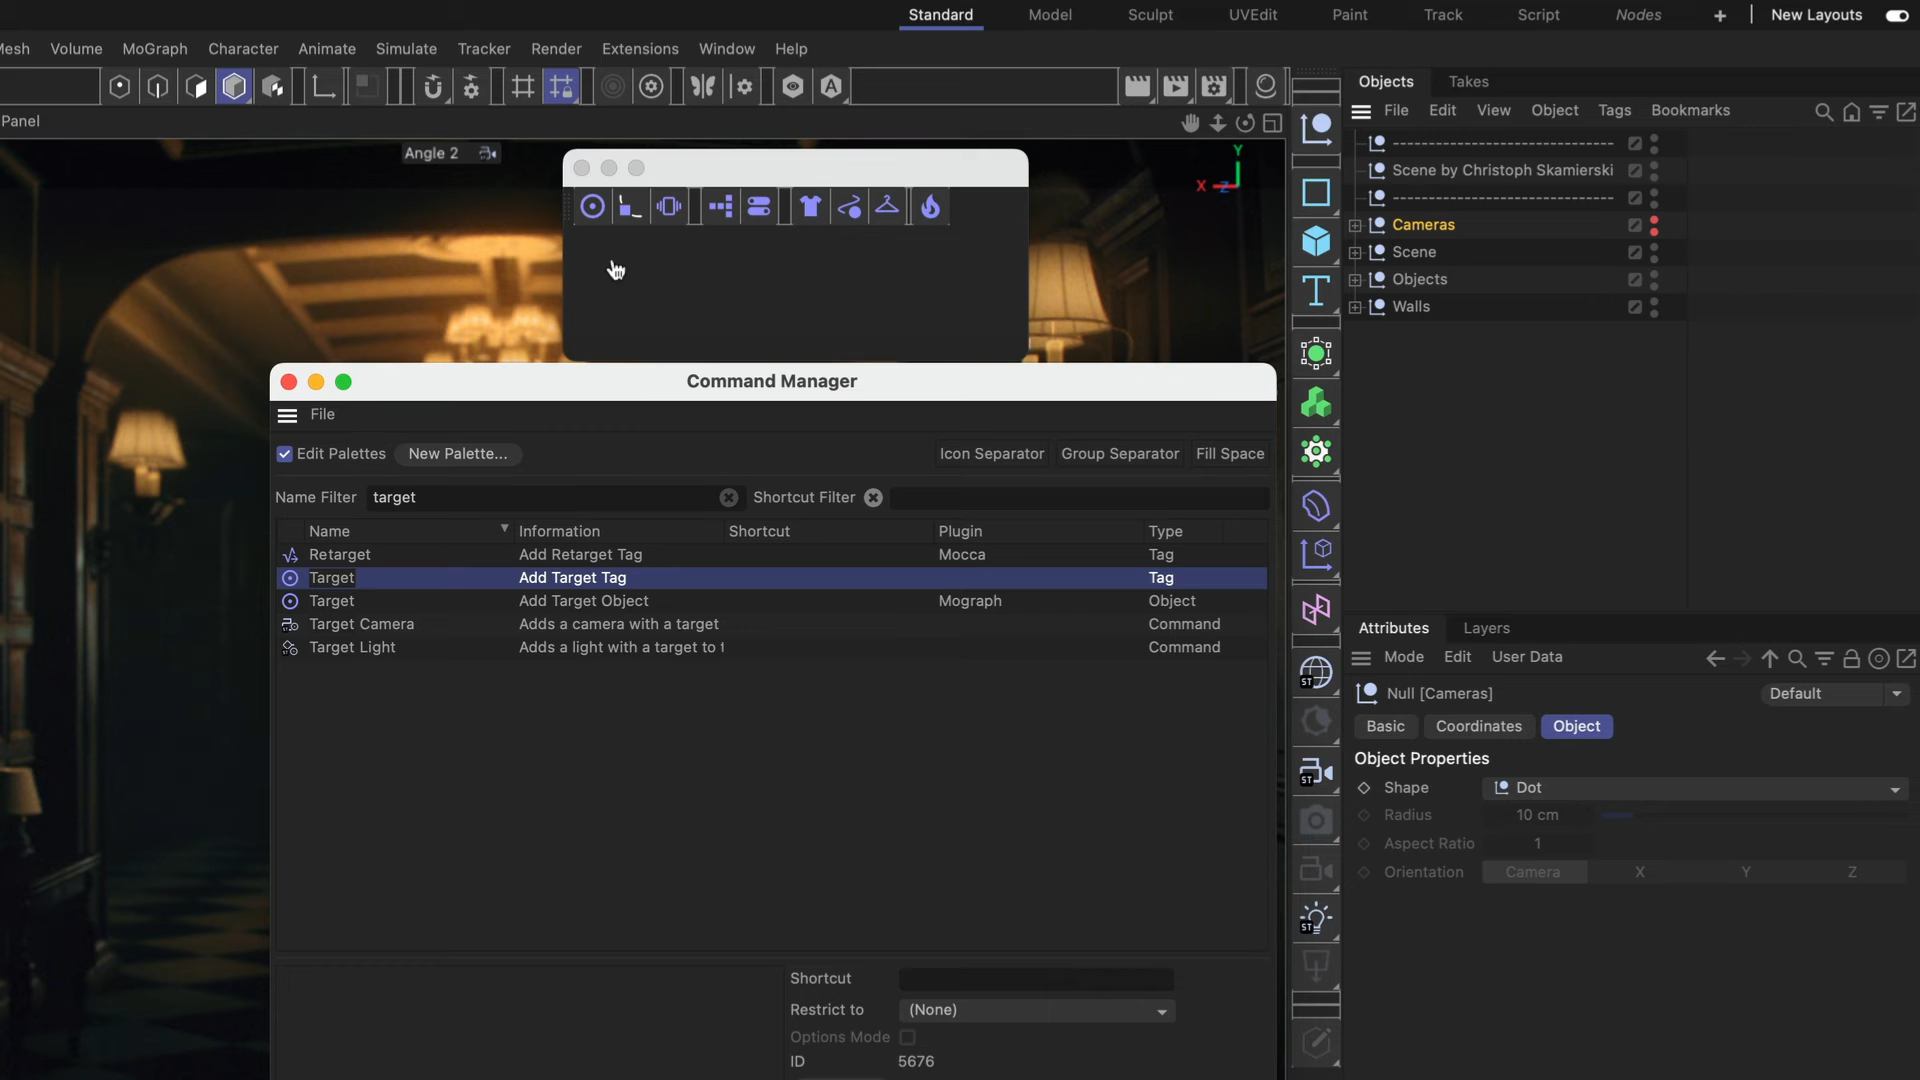 Standard Model Sculpt UVEdit Paint Track Script Nodes + New Layouts
Mesh Volume MoGraph Character Animate Simulate Tracker Render Extensions Window Help
Objects Takes
File Edit View Object Tags Bookmarks
Panel
Angle 2
Y
X Z
--------------------------------
Scene by Christoph Skamierski
--------------------------------
Cameras
Scene
Objects
Walls
Command Manager
File
Edit Palettes New Palette... Icon Separator Group Separator Fill Space
Name Filter target Shortcut Filter
Name Information Shortcut Plugin Type
Retarget Add Retarget Tag Mocca Tag
Target Add Target Tag Tag
Target Add Target Object Mograph Object
Target Camera Adds a camera with a target Command
Target Light Adds a light with a target to t Command
Shortcut
Restrict to (None)
Options Mode
ID 5676
Attributes Layers
Mode Edit User Data
Null [Cameras] Default
Basic Coordinates Object
Object Properties
Shape Dot
Radius 10 cm
Aspect Ratio 1
Orientation Camera X Y Z
ST
ST
ST